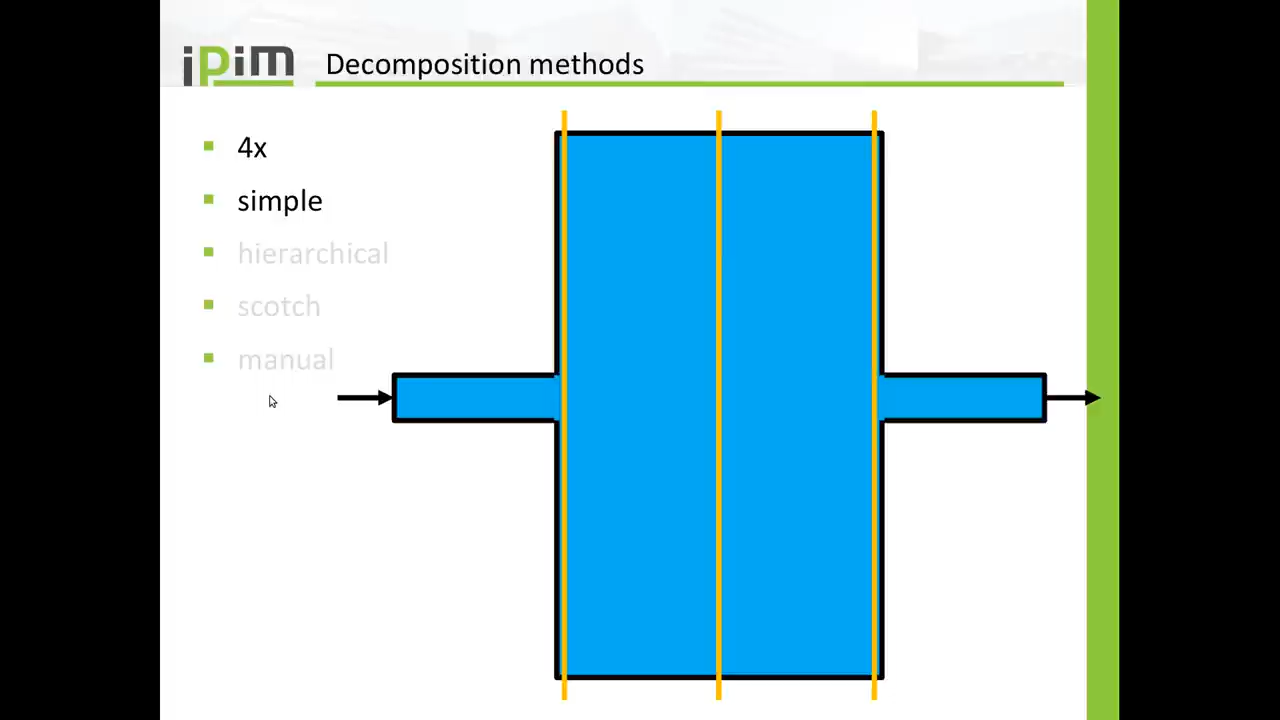 iPim
Decomposition methods
4x
simple
hierarchical
scotch
manual